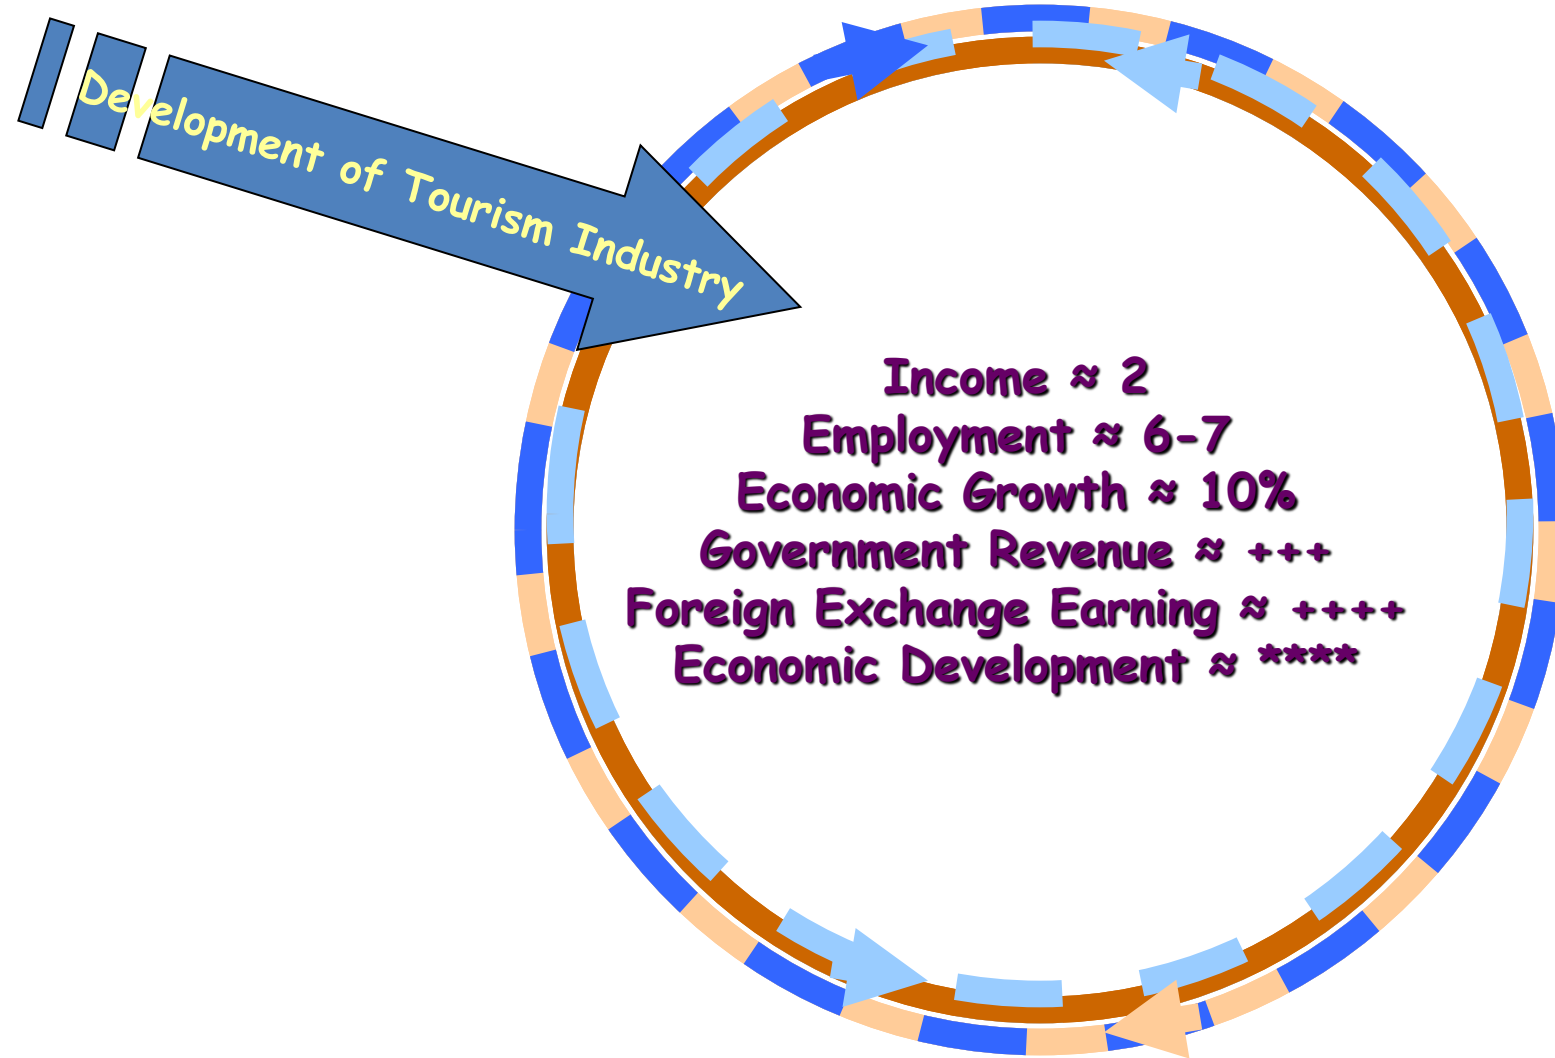 Development of Tourism Industry
Income ≈ 2
Employment ≈ 6-7
Economic Growth ≈ 10%
Government Revenue ≈ +++
Foreign Exchange Earning ≈ ++++
Economic Development ≈ ****